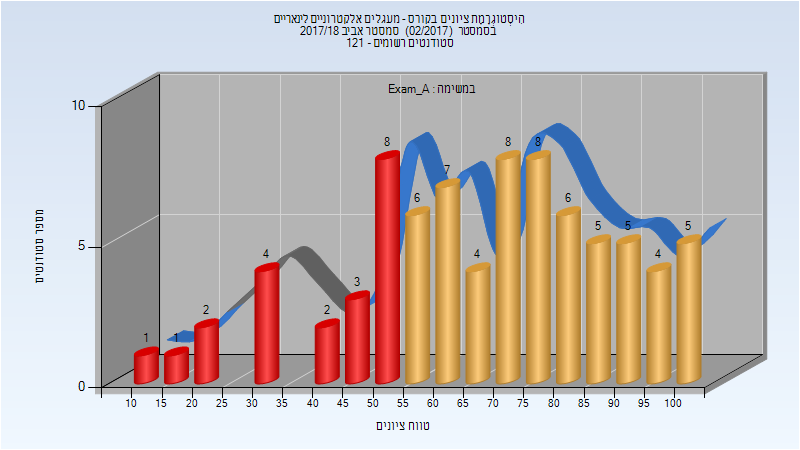 היסטוגרמת ציונים בקורס - מעגלים אלקטרוניים לינאריים
בסמסטר (02/2017) סמסטר אביב 2017/18
סטודנטים רשומים - 121
במשימה : Exam_A
מספר סטודנטים
10
5
0
1
1
2
4
2
3
8
6
7
4
8
8
6
5
5
4
5
10 15 20 25 30 35 40 45 50 55 60 65 70 75 80 85 90 95 100
טווח ציונים